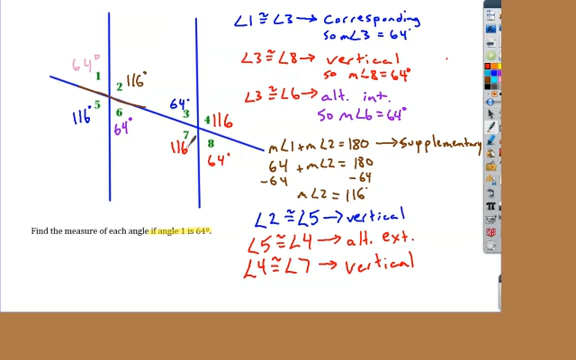 ∠1 ≅ ∠3 → Corresponding
so m∠3 = 64°
∠3 ≅ ∠8 → vertical
so m∠8 = 64°
∠3 ≅ ∠6 → alt. int.
so m∠6 = 64°
64°
1
2 116°
116° 5
6
64°
64°
3
4 116
7
116
8
64°
m∠1 + m∠2 = 180 → Supplementary
64 + m∠2 = 180
-64 -64
m∠2 = 116°
∠2 ≅ ∠5 → vertical
∠5 ≅ ∠4 → alt. ext.
∠4 ≅ ∠7 → vertical
Find the measure of each angle if angle 1 is 64º.